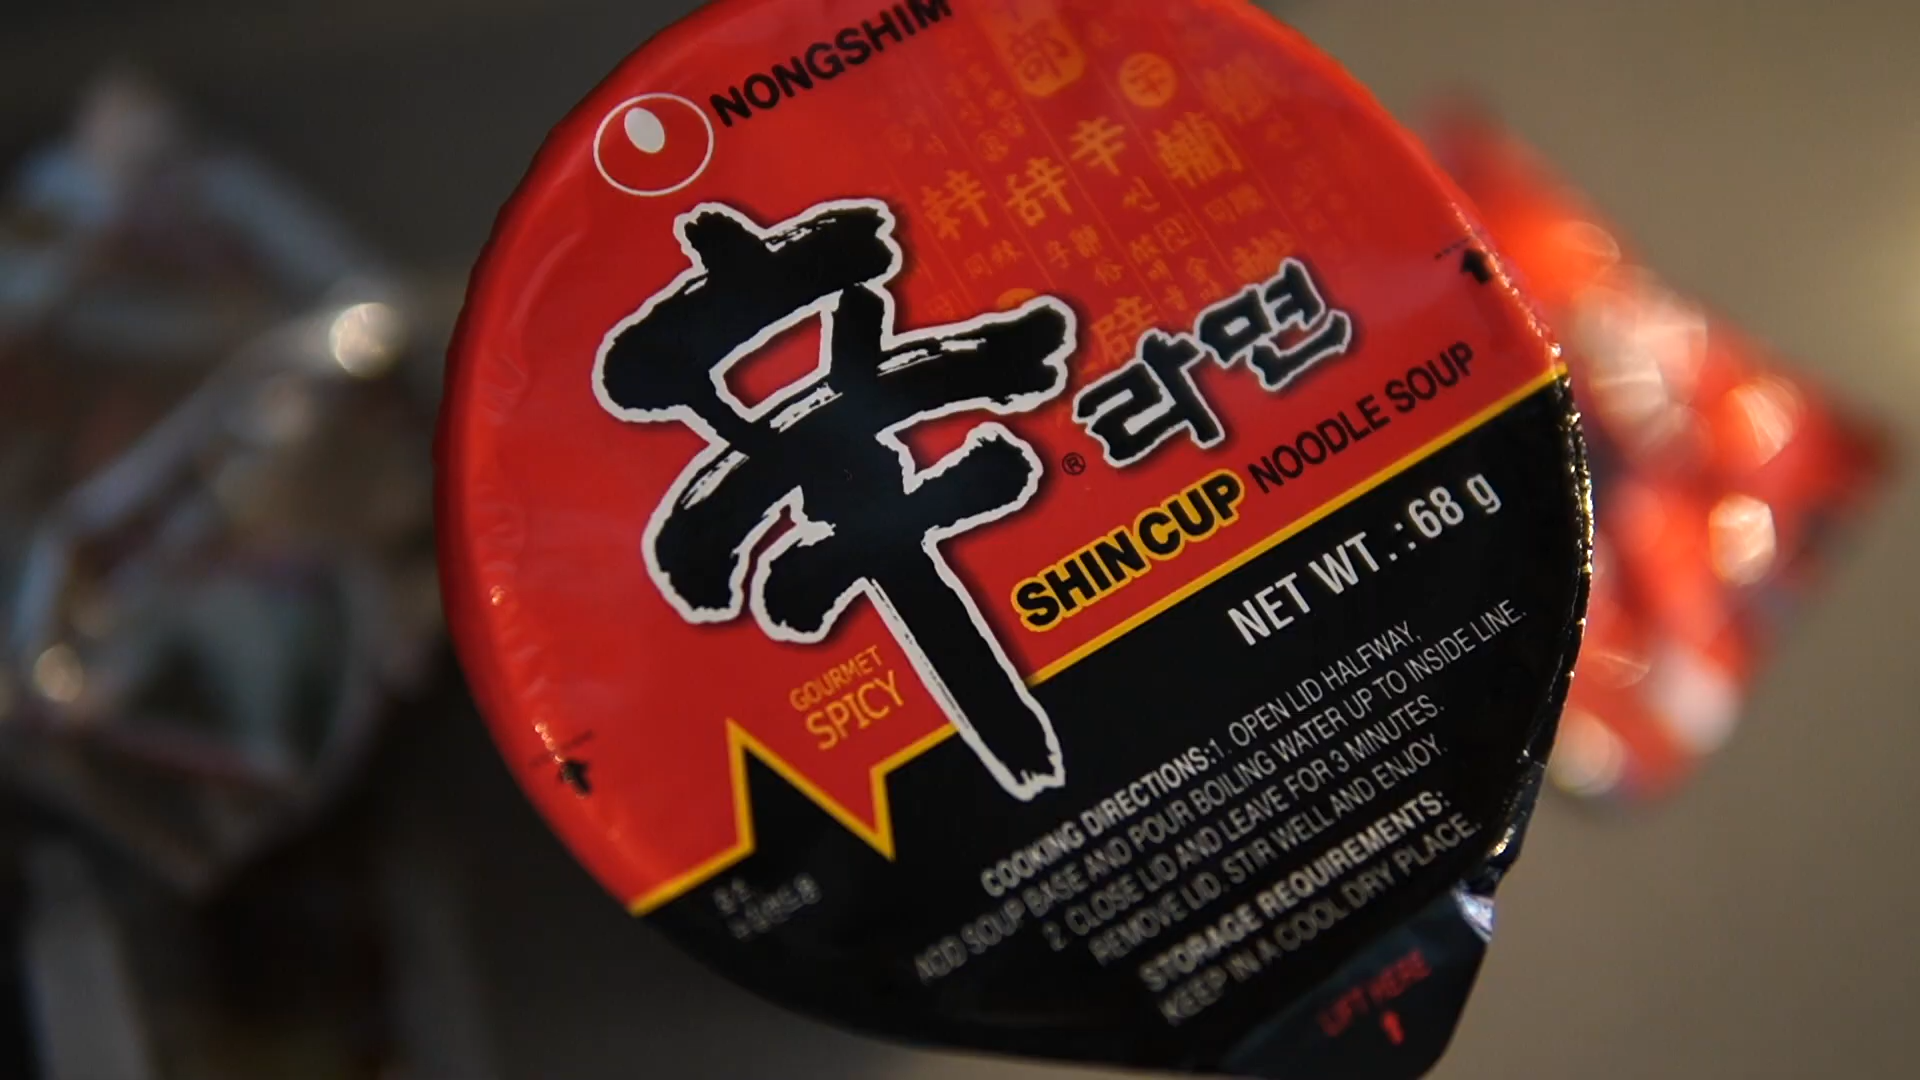 NONGSHIM
辛
라면
®
SHIN CUP NOODLE SOUP
NET WT.:68 g
GOURMET
SPICY
COOKING DIRECTIONS:1. OPEN LID HALFWAY,
ACID SOUP BASE AND POUR BOILING WATER UP TO INSIDE LINE.
2. CLOSE LID AND LEAVE FOR 3 MINUTES.
REMOVE LID. STIR WELL AND ENJOY.
STORAGE REQUIREMENTS:
KEEP IN A COOL DRY PLACE.
LIFT HERE